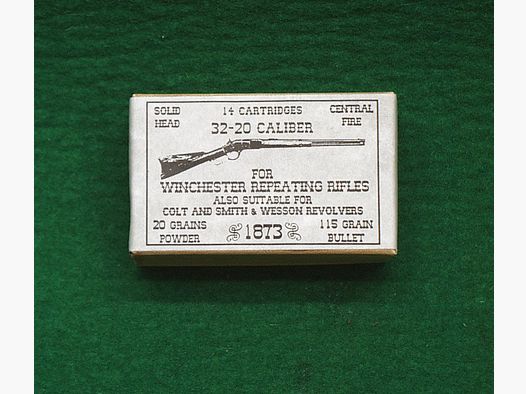 SOLID HEAD
14 CARTRIDGES
CENTRAL FIRE
32-20 CALIBER
FOR
WINCHESTER REPEATING RIFLES
ALSO SUITABLE FOR
COLT AND SMITH & WESSON REVOLVERS
20 GRAINS POWDER
1873
115 GRAIN BULLET